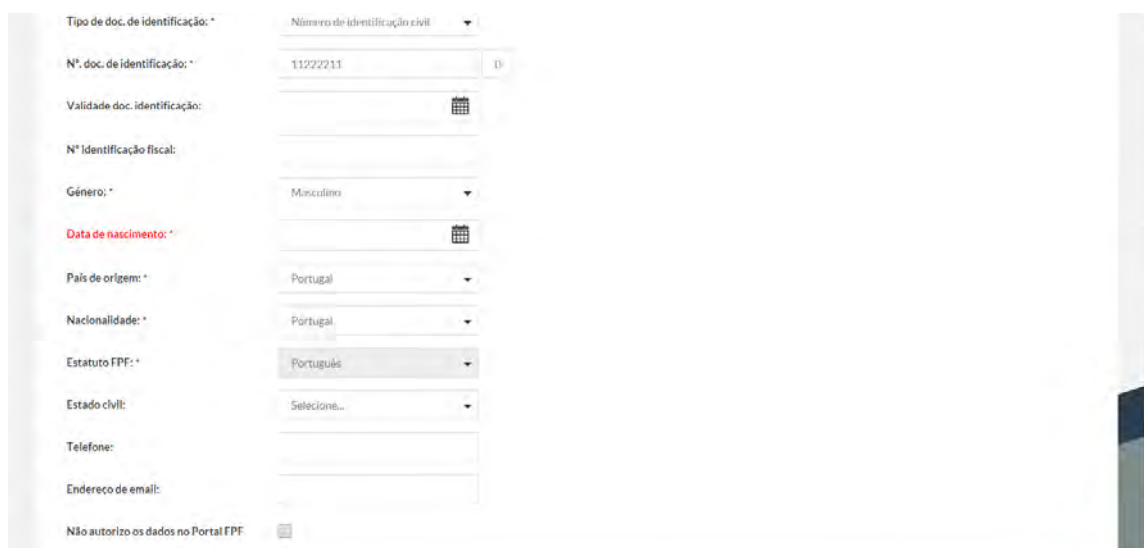 Tipo de doc. de identificação: * Número de identificação civil
Nº. doc. de identificação: * 11222211 D
Validade doc. identificação:
Nº Identificação fiscal:
Género: * Masculino
Data de nascimento: *
País de origem: * Portugal
Nacionalidade: * Portugal
Estatuto FPF: * Português
Estado civil: Selecione...
Telefone:
Endereço de email:
Não autorizo os dados no Portal FPF